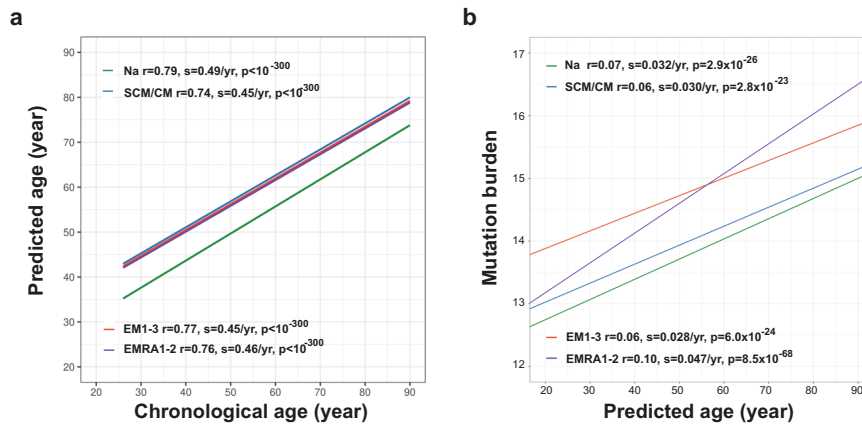 a
Predicted age (year)
90
80
70
60
50
40
30
20
Na r=0.79, s=0.49/yr, p<10^-300
SCM/CM r=0.74, s=0.45/yr, p<10^-300
EM1-3 r=0.77, s=0.45/yr, p<10^-300
EMRA1-2 r=0.76, s=0.46/yr, p<10^-300
20 30 40 50 60 70 80 90
Chronological age (year)
b
Mutation burden
17
16
15
14
13
12
Na r=0.07, s=0.032/yr, p=2.9x10^-26
SCM/CM r=0.06, s=0.030/yr, p=2.8x10^-23
EM1-3 r=0.06, s=0.028/yr, p=6.0x10^-24
EMRA1-2 r=0.10, s=0.047/yr, p=8.5x10^-68
20 30 40 50 60 70 80 90
Predicted age (year)